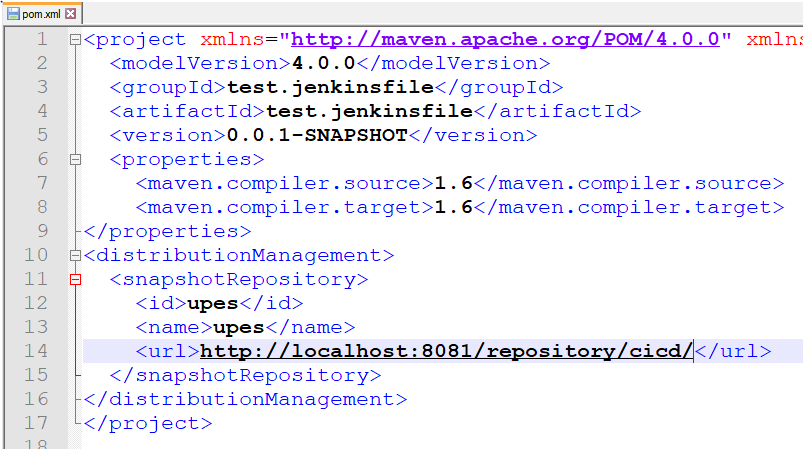 pom.xml
1 <project xmlns="http://maven.apache.org/POM/4.0.0" xmlns
2 <modelVersion>4.0.0</modelVersion>
3 <groupId>test.jenkinsfile</groupId>
4 <artifactId>test.jenkinsfile</artifactId>
5 <version>0.0.1-SNAPSHOT</version>
6 <properties>
7 <maven.compiler.source>1.6</maven.compiler.source>
8 <maven.compiler.target>1.6</maven.compiler.target>
9 </properties>
10 <distributionManagement>
11 <snapshotRepository>
12 <id>upes</id>
13 <name>upes</name>
14 <url>http://localhost:8081/repository/cicd/</url>
15 </snapshotRepository>
16 </distributionManagement>
17 </project>
18